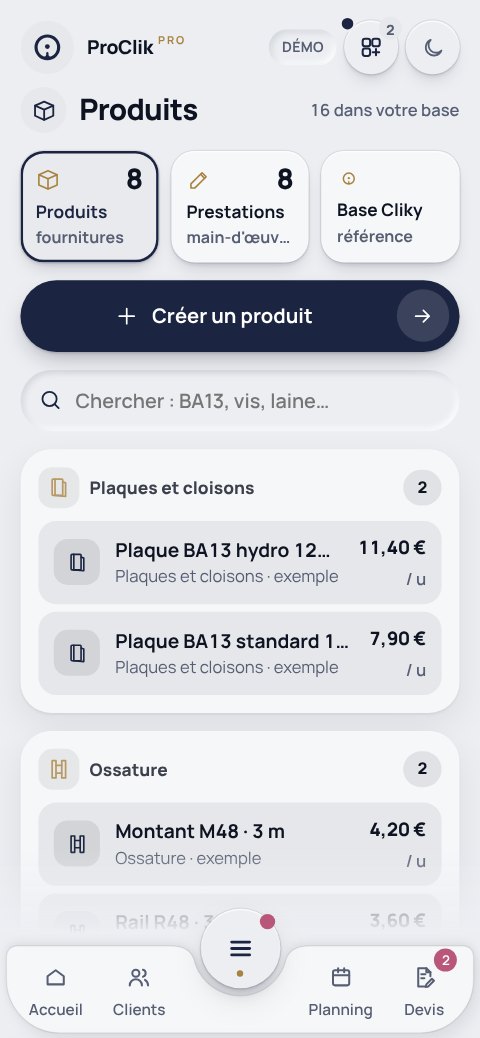 ProClik PRO
DÉMO
2
Produits
16 dans votre base
8
Produits
fournitures
8
Prestations
main-d'œuv...
Base Cliky
référence
Créer un produit
Chercher : BA13, vis, laine...
Plaques et cloisons
2
Plaque BA13 hydro 12...
11,40 €
Plaques et cloisons · exemple
/ u
Plaque BA13 standard 1...
7,90 €
Plaques et cloisons · exemple
/ u
Ossature
2
Montant M48 · 3 m
4,20 €
Ossature · exemple
/ u
Rail R48 · 3
3,60 €
Accueil
Clients
Planning
2
Devis